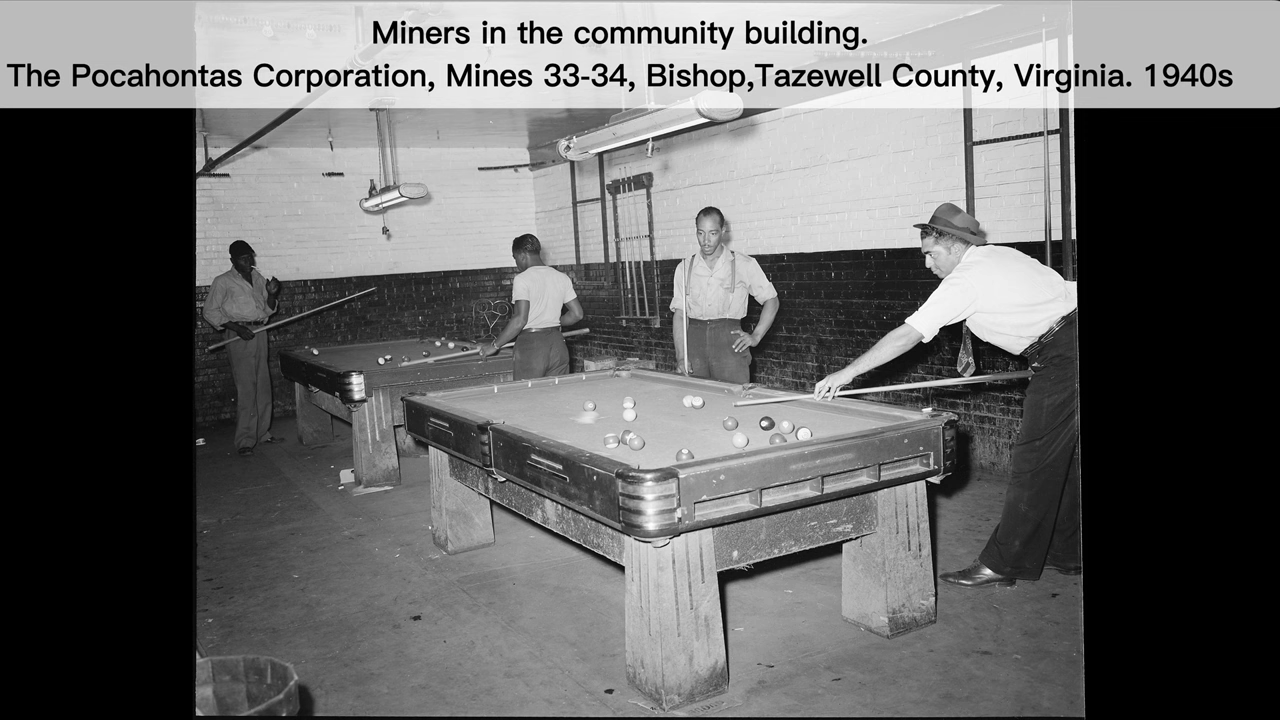 Miners in the community building.
The Pocahontas Corporation, Mines 33-34, Bishop,Tazewell County, Virginia. 1940s